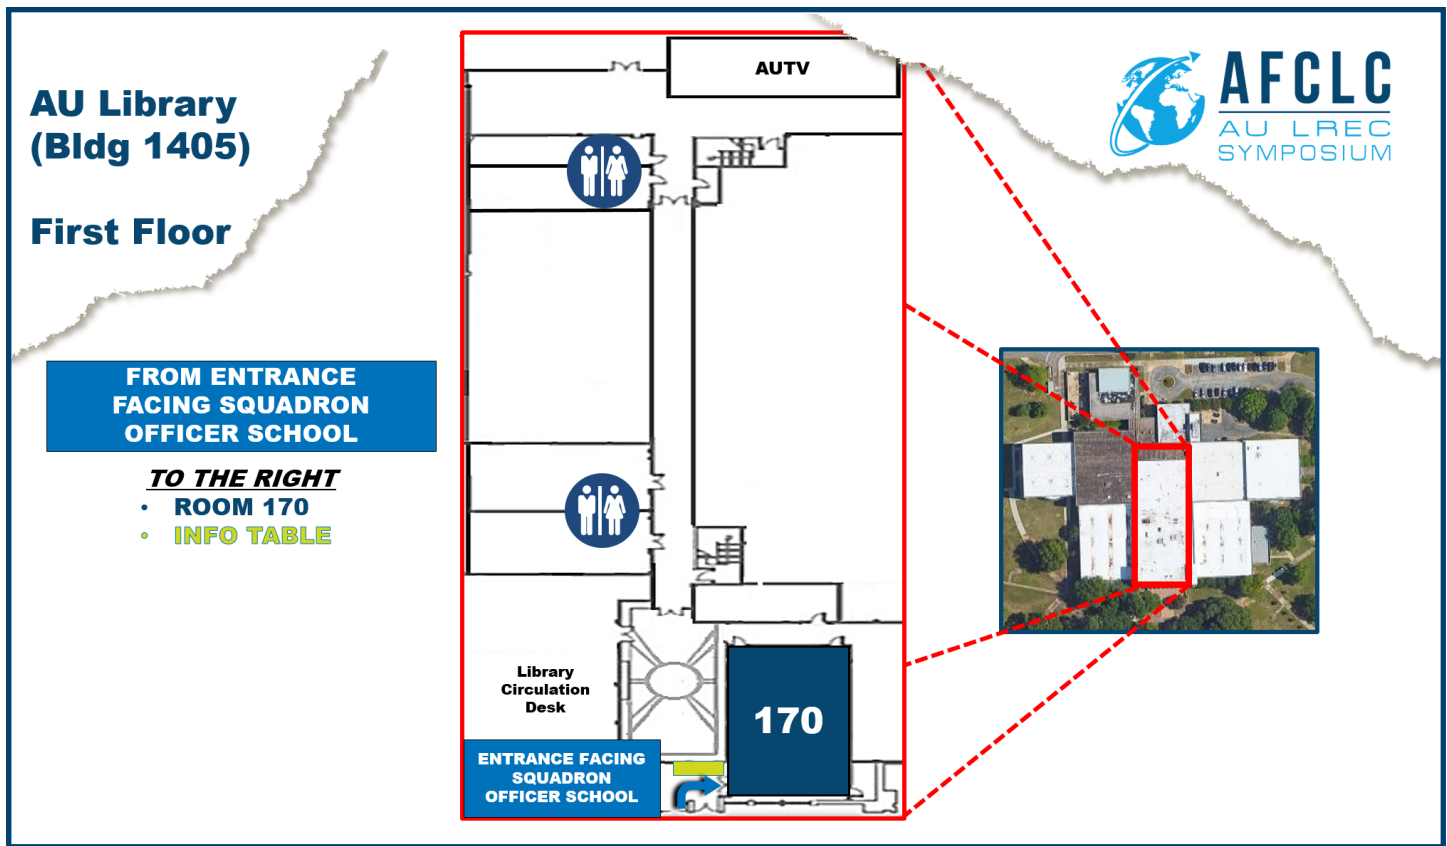 AU Library
(Bldg 1405)
First Floor
FROM ENTRANCE
FACING SQUADRON
OFFICER SCHOOL
TO THE RIGHT
• ROOM 170
• INFO TABLE
AUTV
Library
Circulation
Desk
170
ENTRANCE FACING
SQUADRON
OFFICER SCHOOL
AFCLC
AU LREC
SYMPOSIUM